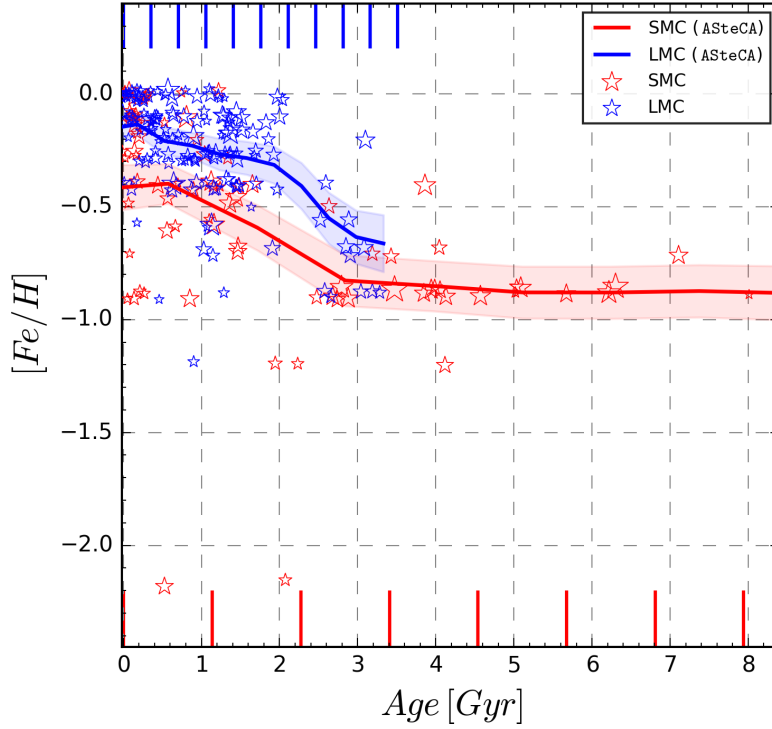 SMC (ASteCA)
LMC (ASteCA)
SMC
LMC
0.0
−0.5
−1.0
−1.5
−2.0
[Fe/H]
0 1 2 3 4 5 6 7 8
Age [Gyr]